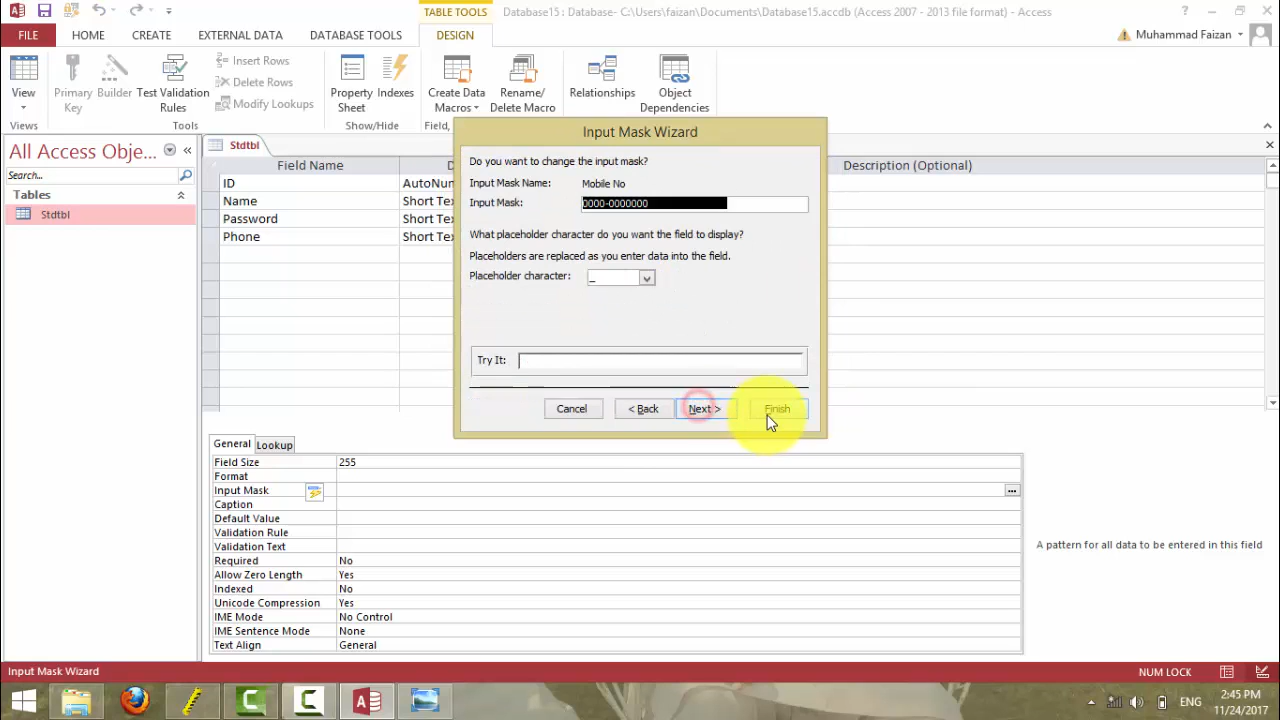 TABLE TOOLS
Database15 : Database- C:\Users\faizan\Documents\Database15.accdb (Access 2007 - 2013 file format) - Access
?
FILE HOME CREATE EXTERNAL DATA DATABASE TOOLS DESIGN
Muhammad Faizan
View
Primary Key
Builder
Test Validation Rules
Insert Rows
Delete Rows
Modify Lookups
Property Sheet
Indexes
Create Data Macros
Rename/ Delete Macro
Relationships
Object Dependencies
Views Tools Show/Hide Field,
All Access Obje...
Search...
Tables
Stdtbl
Stdtbl
Field Name Description (Optional)
ID AutoNum
Name Short Tex
Password Short Tex
Phone Short Tex
Input Mask Wizard
Do you want to change the input mask?
Input Mask Name: Mobile No
Input Mask: 0000-0000000
What placeholder character do you want the field to display?
Placeholders are replaced as you enter data into the field.
Placeholder character: _
Try It:
Cancel < Back Next > Finish
General Lookup
Field Size 255
Format
Input Mask ...
Caption
Default Value
Validation Rule
Validation Text
Required No
Allow Zero Length Yes
Indexed No
Unicode Compression Yes
IME Mode No Control
IME Sentence Mode None
Text Align General
A pattern for all data to be entered in this field
Input Mask Wizard NUM LOCK
ENG
2:45 PM
11/24/2017